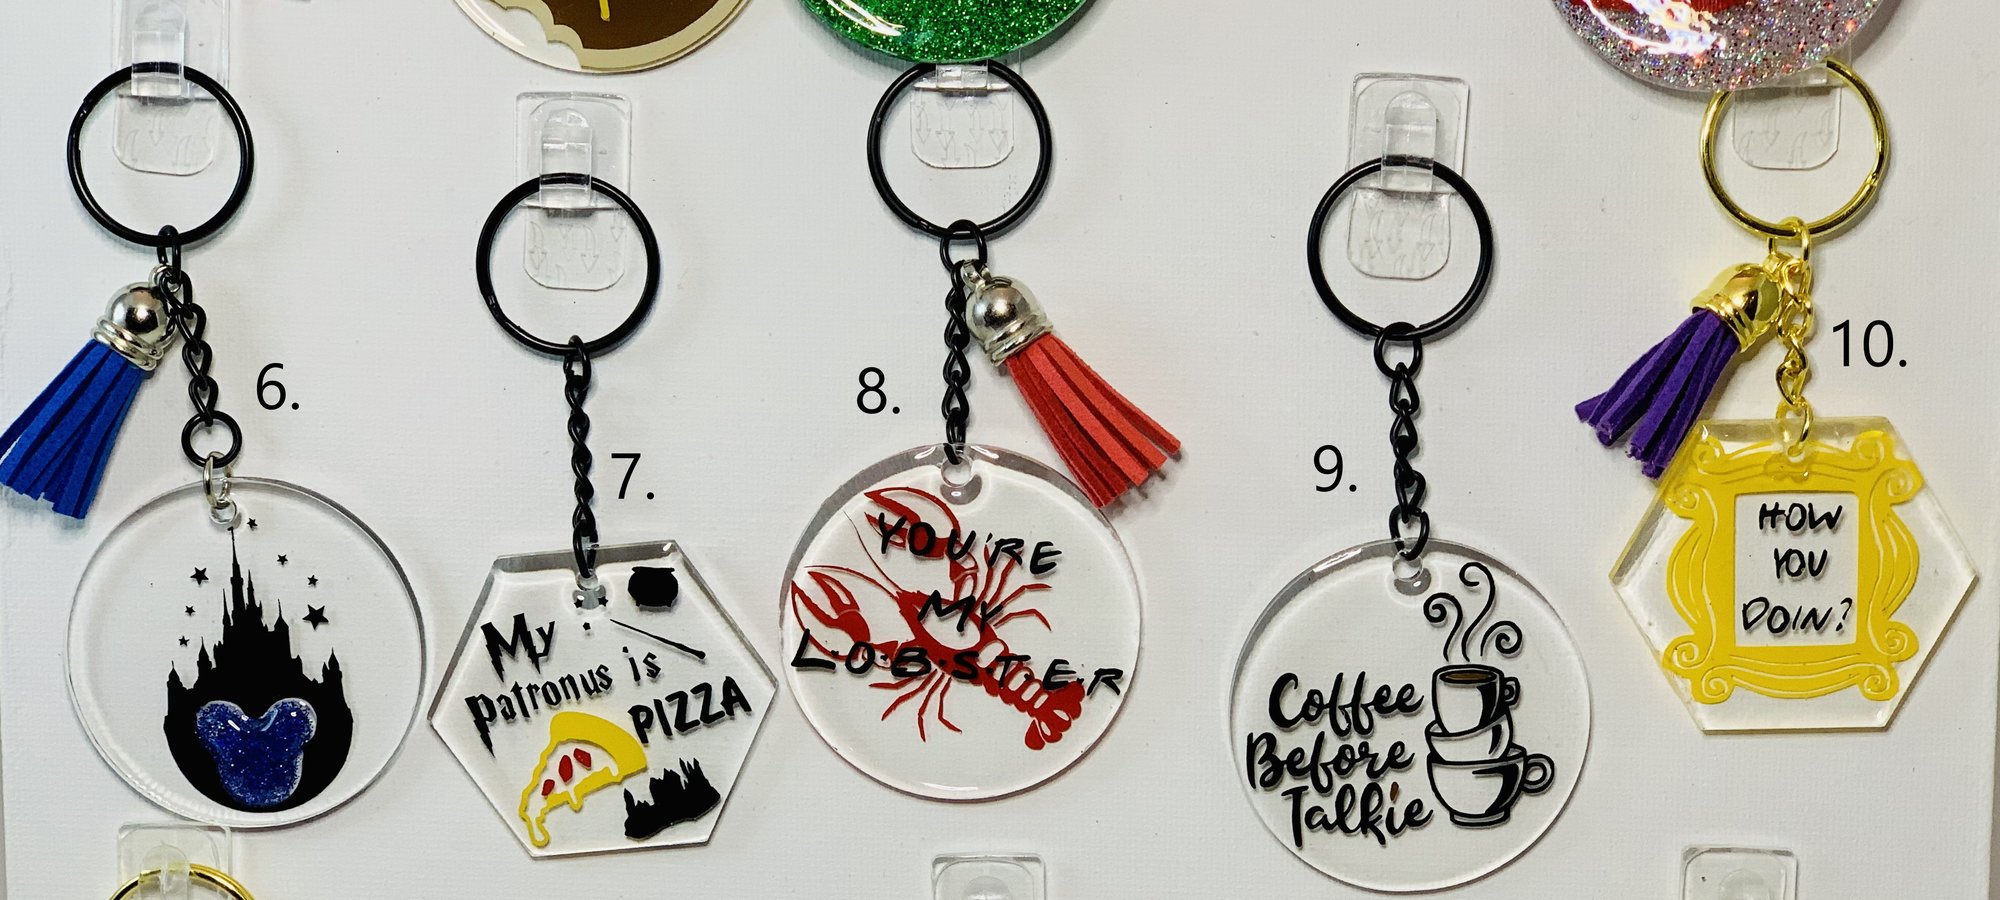 6.
7.
8.
9.
10.
My
patronus is
PIZZA
YOU'RE
MY
L·O·B·S·T·E·R
Coffee
Before
Talkie
HOW
YOU
DOIN?